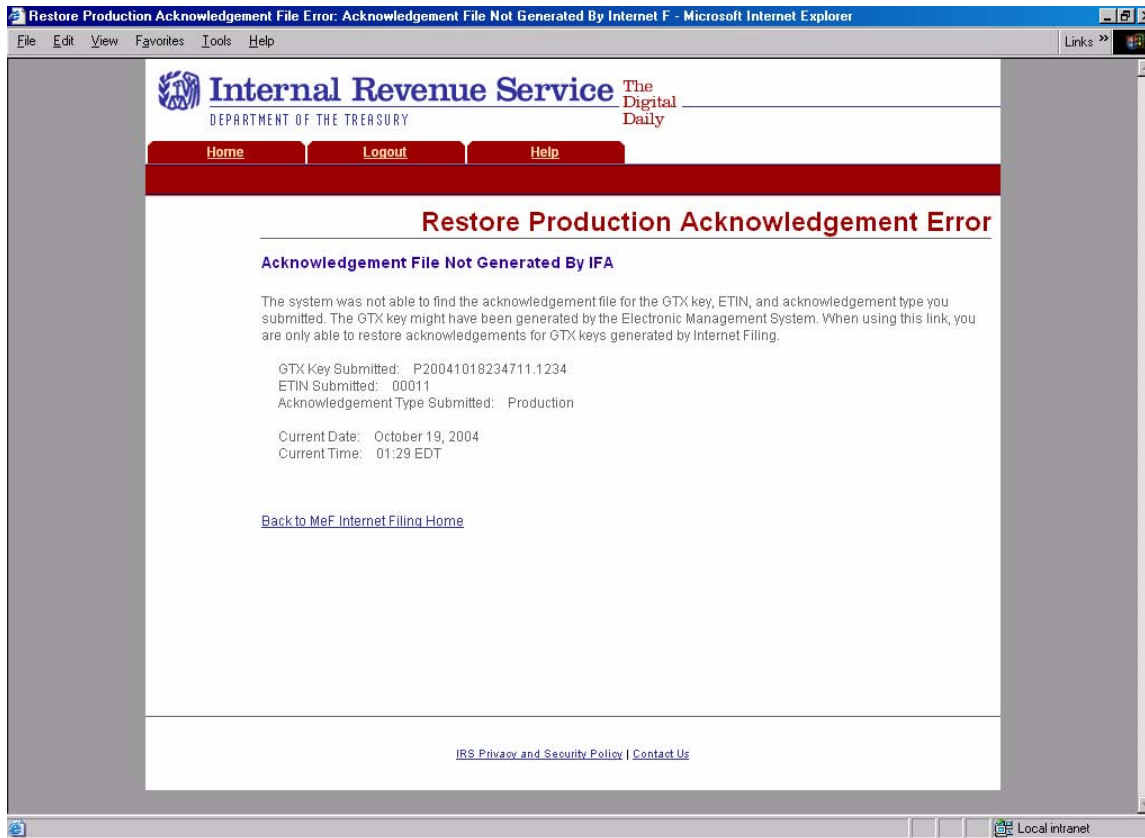 Restore Production Acknowledgement File Error: Acknowledgement File Not Generated By Internet F - Microsoft Internet Explorer
File Edit View Favorites Tools Help
Links »
Internal Revenue Service
DEPARTMENT OF THE TREASURY
The
Digital
Daily
Home Logout Help
Restore Production Acknowledgement Error
Acknowledgement File Not Generated By IFA
The system was not able to find the acknowledgement file for the GTX key, ETIN, and acknowledgement type you
submitted. The GTX key might have been generated by the Electronic Management System. When using this link, you
are only able to restore acknowledgements for GTX keys generated by Internet Filing.
GTX Key Submitted: P20041018234711.1234
ETIN Submitted: 00011
Acknowledgement Type Submitted: Production
Current Date: October 19, 2004
Current Time: 01:29 EDT
Back to MeF Internet Filing Home
IRS Privacy and Security Policy | Contact Us
Local intranet